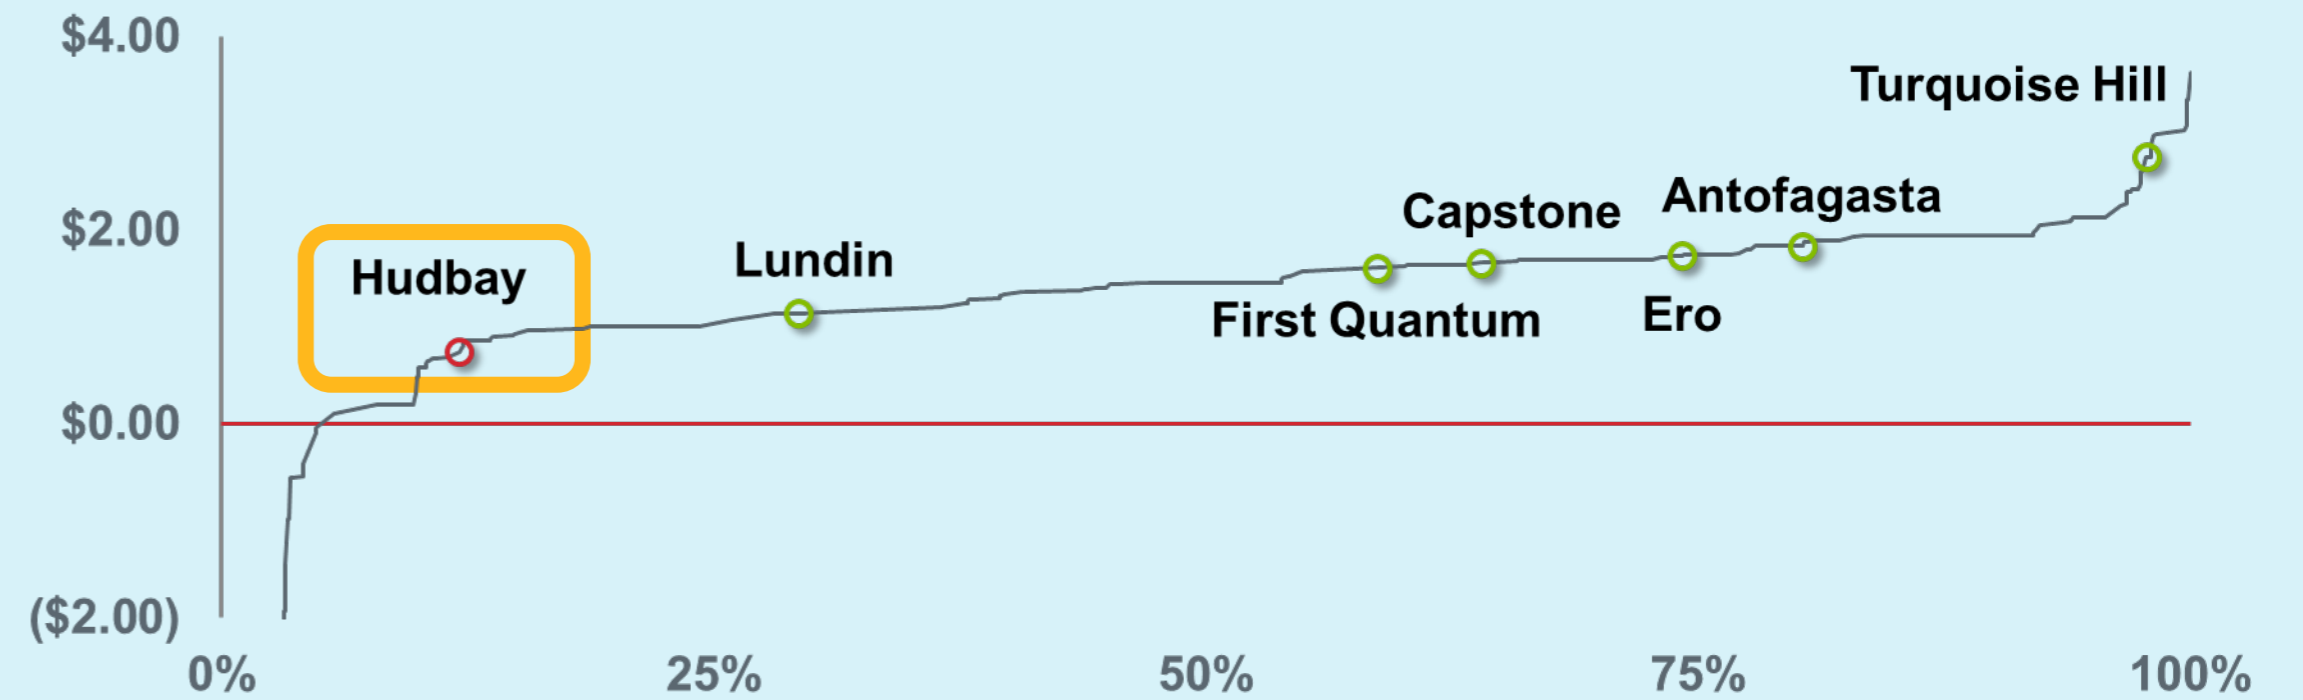 $4.00
Turquoise Hill
Antofagasta
Capstone
$2.00
Lundin
Hudbay
Ero
First Quantum
$0.00
($2.00)
0%
25%
50%
75%
100%